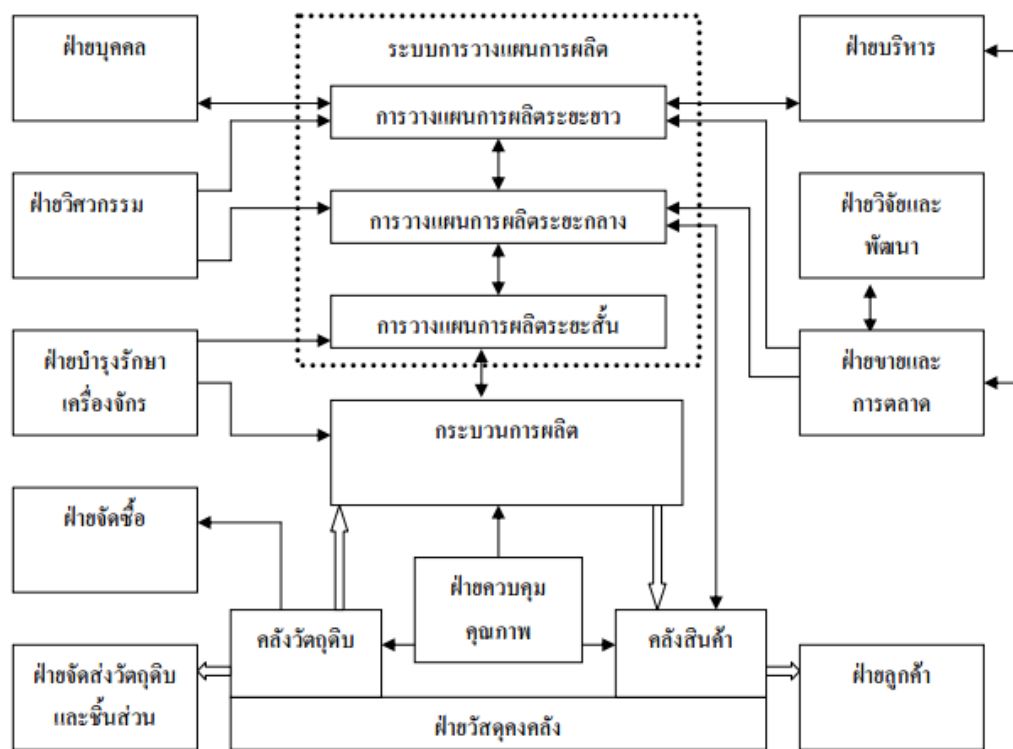 ฝ่ายบุคคล
ระบบการวางแผนการผลิต
ฝ่ายบริหาร
การวางแผนการผลิตระยะยาว
ฝ่ายวิศวกรรม
การวางแผนการผลิตระยะกลาง
ฝ่ายวิจัยและ
พัฒนา
การวางแผนการผลิตระยะสั้น
ฝ่ายบำรุงรักษา
เครื่องจักร
ฝ่ายขายและ
การตลาด
กระบวนการผลิต
ฝ่ายจัดซื้อ
ฝ่ายควบคุม
คุณภาพ
คลังวัตถุดิบ
คลังสินค้า
ฝ่ายจัดส่งวัตถุดิบ
และชิ้นส่วน
ฝ่ายลูกค้า
ฝ่ายวัสดุคงคลัง